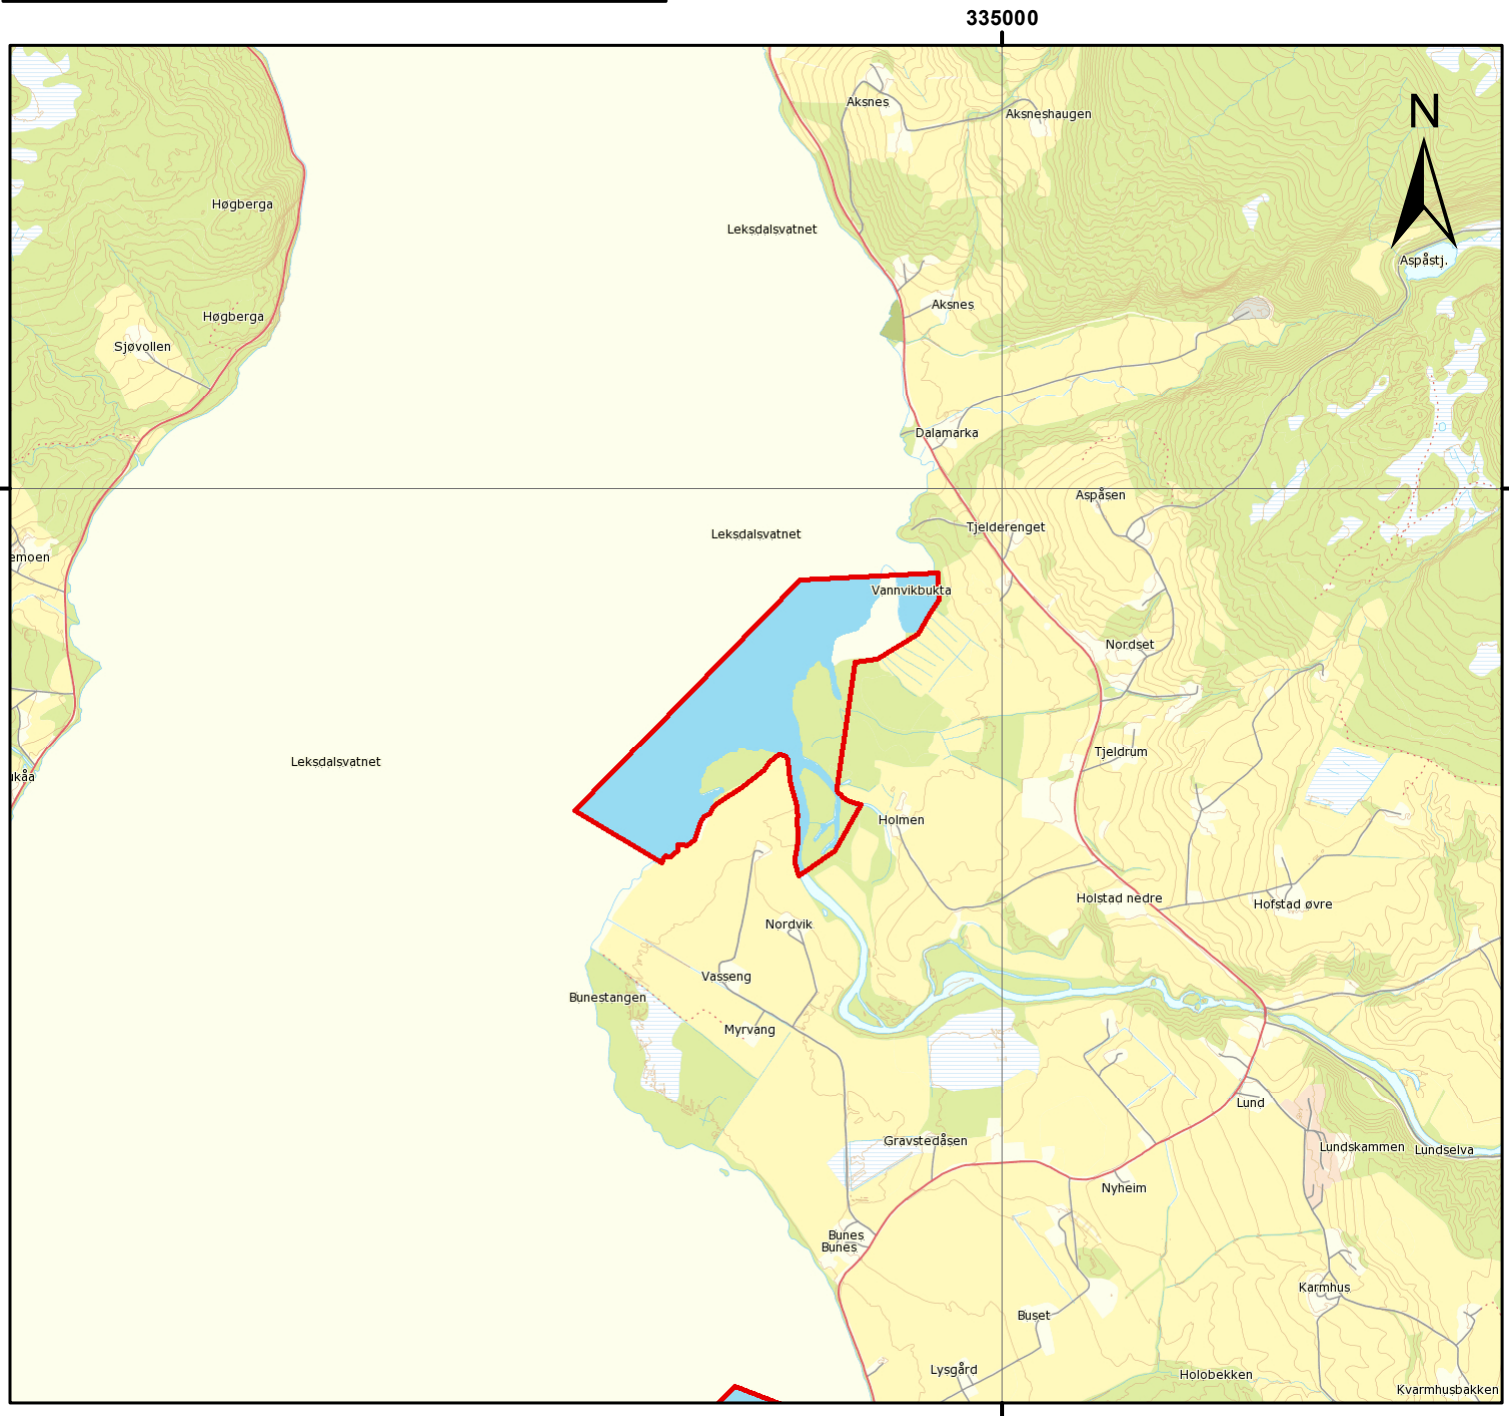 335000
N
Aksnes
Aksneshaugen
Høgberga
Leksdalsvatnet
Aspåstj.
Aksnes
Høgberga
Sjøvollen
Dalamarka
Aspåsen
Tjelderenget
Leksdalsvatnet
emoen
Vannvikbukta
Nordset
Tjeldrum
Leksdalsvatnet
ukåa
Holmen
Holstad nedre
Hofstad øvre
Nordvik
Vasseng
Bunestangen
Myrvang
Lund
Gravstedåsen
Lundskammen
Lundselva
Nyheim
Bunes
Bunes
Karmhus
Buset
Lysgård
Holobekken
Kvarmhusbakken